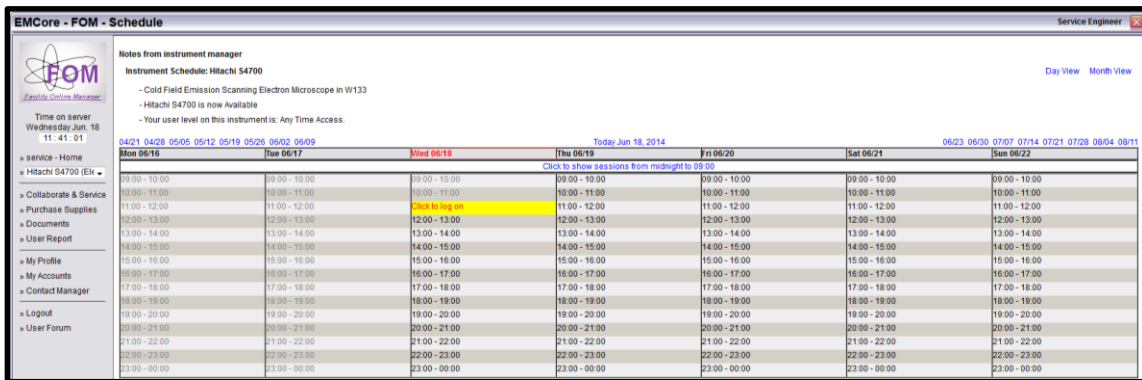 EMCore - FOM - Schedule
Service Engineer
FOM
Facility Online Manager
Time on server
Wednesday Jun, 18
11 : 41 : 01
» service - Home
» Hitachi S4700 (Ele
» Collaborate & Service
» Purchase Supplies
» Documents
» User Report
» My Profile
» My Accounts
» Contact Manager
» Logout
» User Forum
Notes from instrument manager
Instrument Schedule: Hitachi S4700
Day View Month View
- Cold Field Emission Scanning Electron Microscope in W133
- Hitachi S4700 is now Available
- Your user level on this instrument is: Any Time Access.
04/21 04/28 05/05 05/12 05/19 05/26 06/02 06/09 Today Jun 18, 2014 06/23 06/30 07/07 07/14 07/21 07/28 08/04 08/11
Mon 06/16 Tue 06/17 Wed 06/18 Thu 06/19 Fri 06/20 Sat 06/21 Sun 06/22
Click to show sessions from midnight to 09:00
09:00 - 10:00 09:00 - 10:00 09:00 - 10:00 09:00 - 10:00 09:00 - 10:00 09:00 - 10:00 09:00 - 10:00
10:00 - 11:00 10:00 - 11:00 10:00 - 11:00 10:00 - 11:00 10:00 - 11:00 10:00 - 11:00 10:00 - 11:00
11:00 - 12:00 11:00 - 12:00 Click to log on 11:00 - 12:00 11:00 - 12:00 11:00 - 12:00 11:00 - 12:00
12:00 - 13:00 12:00 - 13:00 12:00 - 13:00 12:00 - 13:00 12:00 - 13:00 12:00 - 13:00 12:00 - 13:00
13:00 - 14:00 13:00 - 14:00 13:00 - 14:00 13:00 - 14:00 13:00 - 14:00 13:00 - 14:00 13:00 - 14:00
14:00 - 15:00 14:00 - 15:00 14:00 - 15:00 14:00 - 15:00 14:00 - 15:00 14:00 - 15:00 14:00 - 15:00
15:00 - 16:00 15:00 - 16:00 15:00 - 16:00 15:00 - 16:00 15:00 - 16:00 15:00 - 16:00 15:00 - 16:00
16:00 - 17:00 16:00 - 17:00 16:00 - 17:00 16:00 - 17:00 16:00 - 17:00 16:00 - 17:00 16:00 - 17:00
17:00 - 18:00 17:00 - 18:00 17:00 - 18:00 17:00 - 18:00 17:00 - 18:00 17:00 - 18:00 17:00 - 18:00
18:00 - 19:00 18:00 - 19:00 18:00 - 19:00 18:00 - 19:00 18:00 - 19:00 18:00 - 19:00 18:00 - 19:00
19:00 - 20:00 19:00 - 20:00 19:00 - 20:00 19:00 - 20:00 19:00 - 20:00 19:00 - 20:00 19:00 - 20:00
20:00 - 21:00 20:00 - 21:00 20:00 - 21:00 20:00 - 21:00 20:00 - 21:00 20:00 - 21:00 20:00 - 21:00
21:00 - 22:00 21:00 - 22:00 21:00 - 22:00 21:00 - 22:00 21:00 - 22:00 21:00 - 22:00 21:00 - 22:00
22:00 - 23:00 22:00 - 23:00 22:00 - 23:00 22:00 - 23:00 22:00 - 23:00 22:00 - 23:00 22:00 - 23:00
23:00 - 00:00 23:00 - 00:00 23:00 - 00:00 23:00 - 00:00 23:00 - 00:00 23:00 - 00:00 23:00 - 00:00